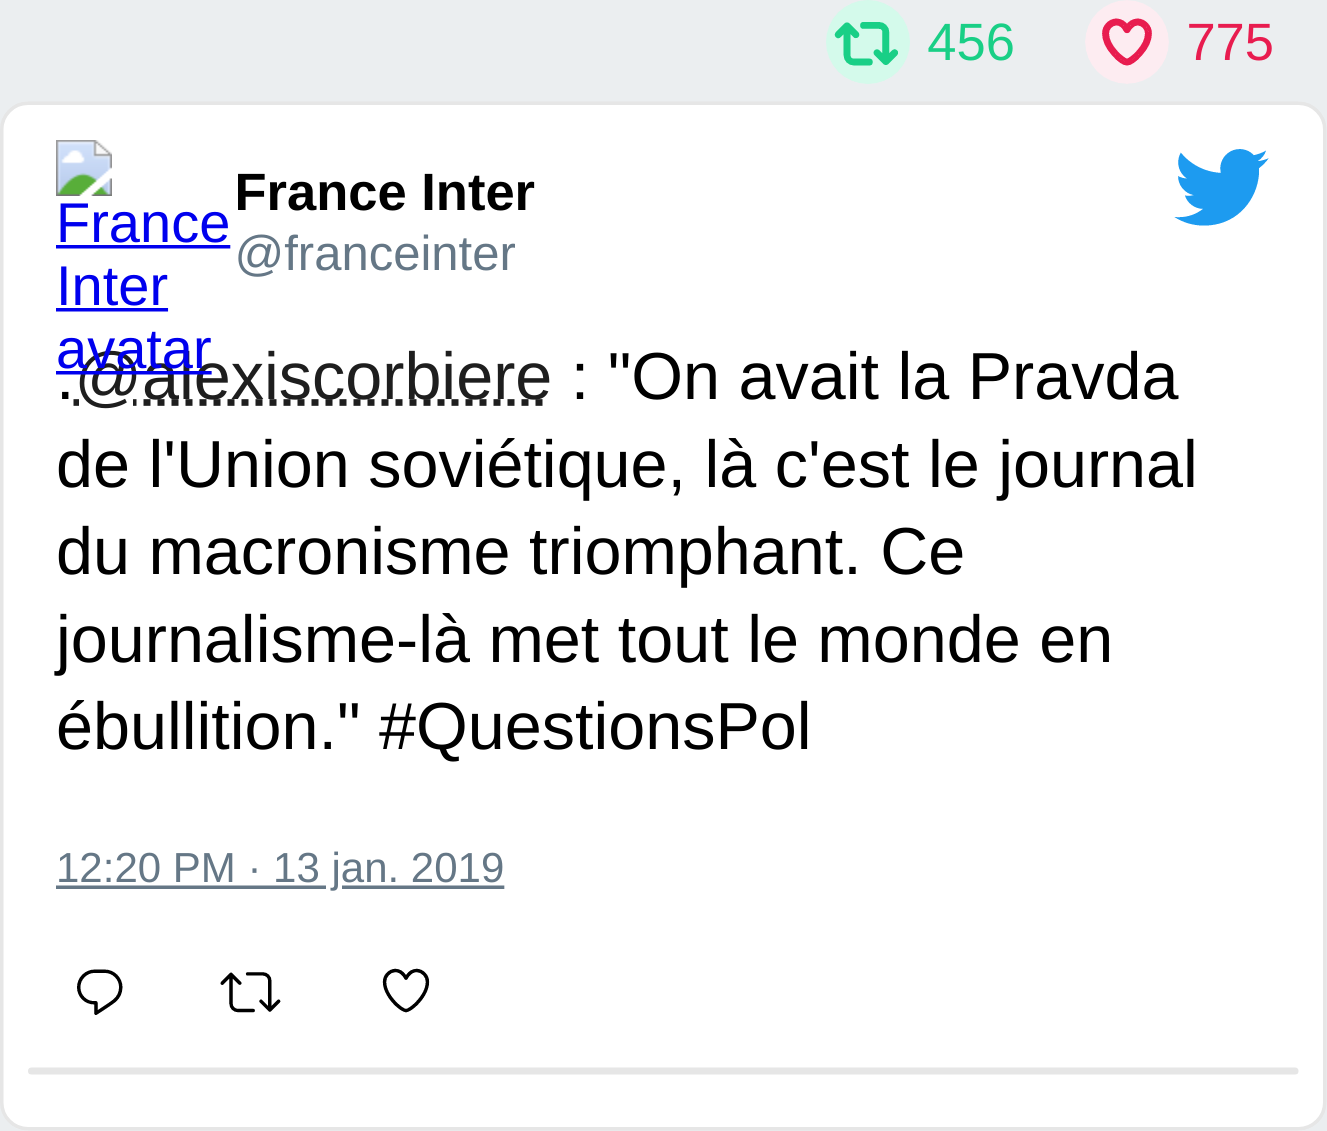 456 775
France Inter
@franceinter
France
Inter
avatar
.@alexiscorbiere : "On avait la Pravda
de l'Union soviétique, là c'est le journal
du macronisme triomphant. Ce
journalisme-là met tout le monde en
ébullition." #QuestionsPol
12:20 PM · 13 jan. 2019